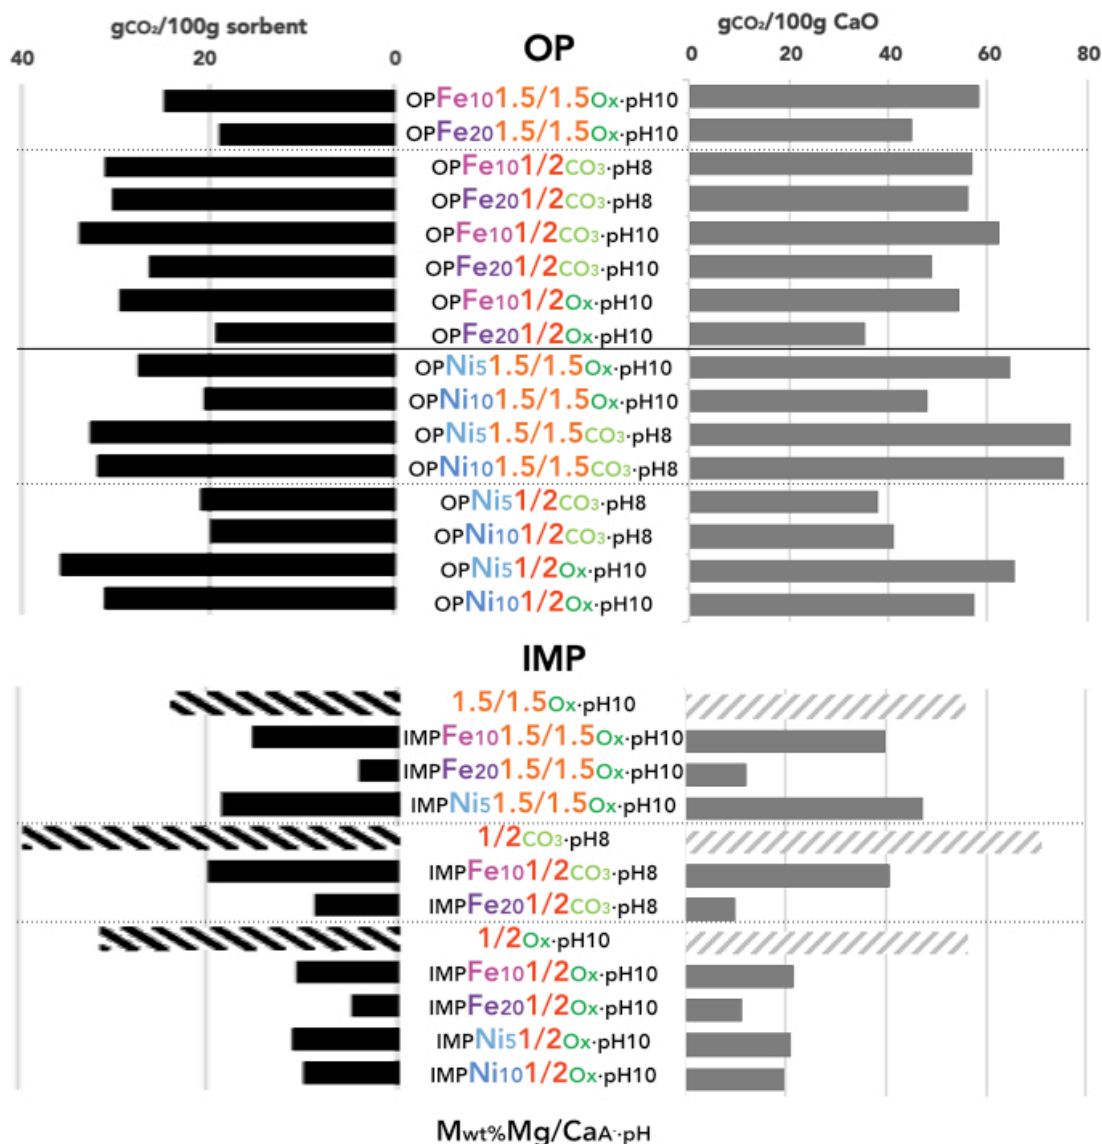 gCO₂/100g sorbent
gCO₂/100g CaO
40 20 0
OP
0 20 40 60 80
OPFe101.5/1.5Ox·pH10
OPFe201.5/1.5Ox·pH10
OPFe101/2CO₃·pH8
OPFe201/2CO₃·pH8
OPFe101/2CO₃·pH10
OPFe201/2CO₃·pH10
OPFe101/2Ox·pH10
OPFe201/2Ox·pH10
OPNi51.5/1.5Ox·pH10
OPNi101.5/1.5Ox·pH10
OPNi51.5/1.5CO₃·pH8
OPNi101.5/1.5CO₃·pH8
OPNi51/2CO₃·pH8
OPNi101/2CO₃·pH8
OPNi51/2Ox·pH10
OPNi101/2Ox·pH10
IMP
1.5/1.5Ox·pH10
IMPFe101.5/1.5Ox·pH10
IMPFe201.5/1.5Ox·pH10
IMPNi51.5/1.5Ox·pH10
1/2CO₃·pH8
IMPFe101/2CO₃·pH8
IMPFe201/2CO₃·pH8
1/2Ox·pH10
IMPFe101/2Ox·pH10
IMPFe201/2Ox·pH10
IMPNi51/2Ox·pH10
IMPNi101/2Ox·pH10
Mwt%Mg/CaA⁻·pH